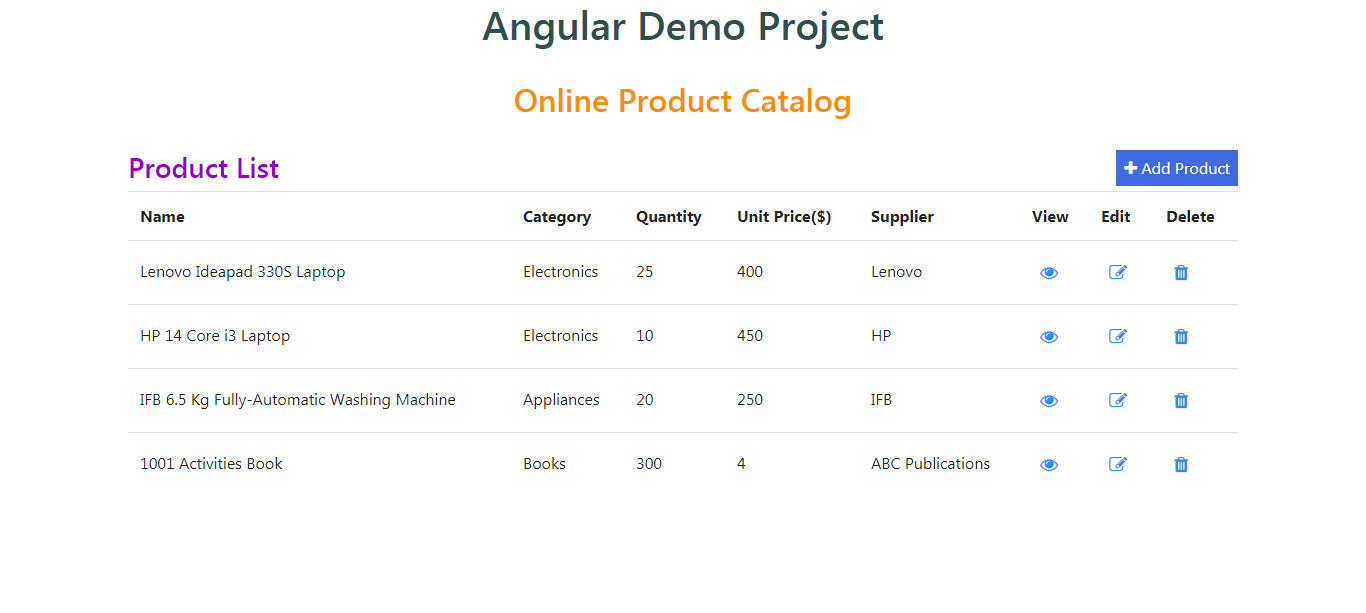 Angular Demo Project
Online Product Catalog
Product List
Add Product
Name Category Quantity Unit Price($) Supplier View Edit Delete
Lenovo Ideapad 330S Laptop Electronics 25 400 Lenovo
HP 14 Core i3 Laptop Electronics 10 450 HP
IFB 6.5 Kg Fully-Automatic Washing Machine Appliances 20 250 IFB
1001 Activities Book Books 300 4 ABC Publications